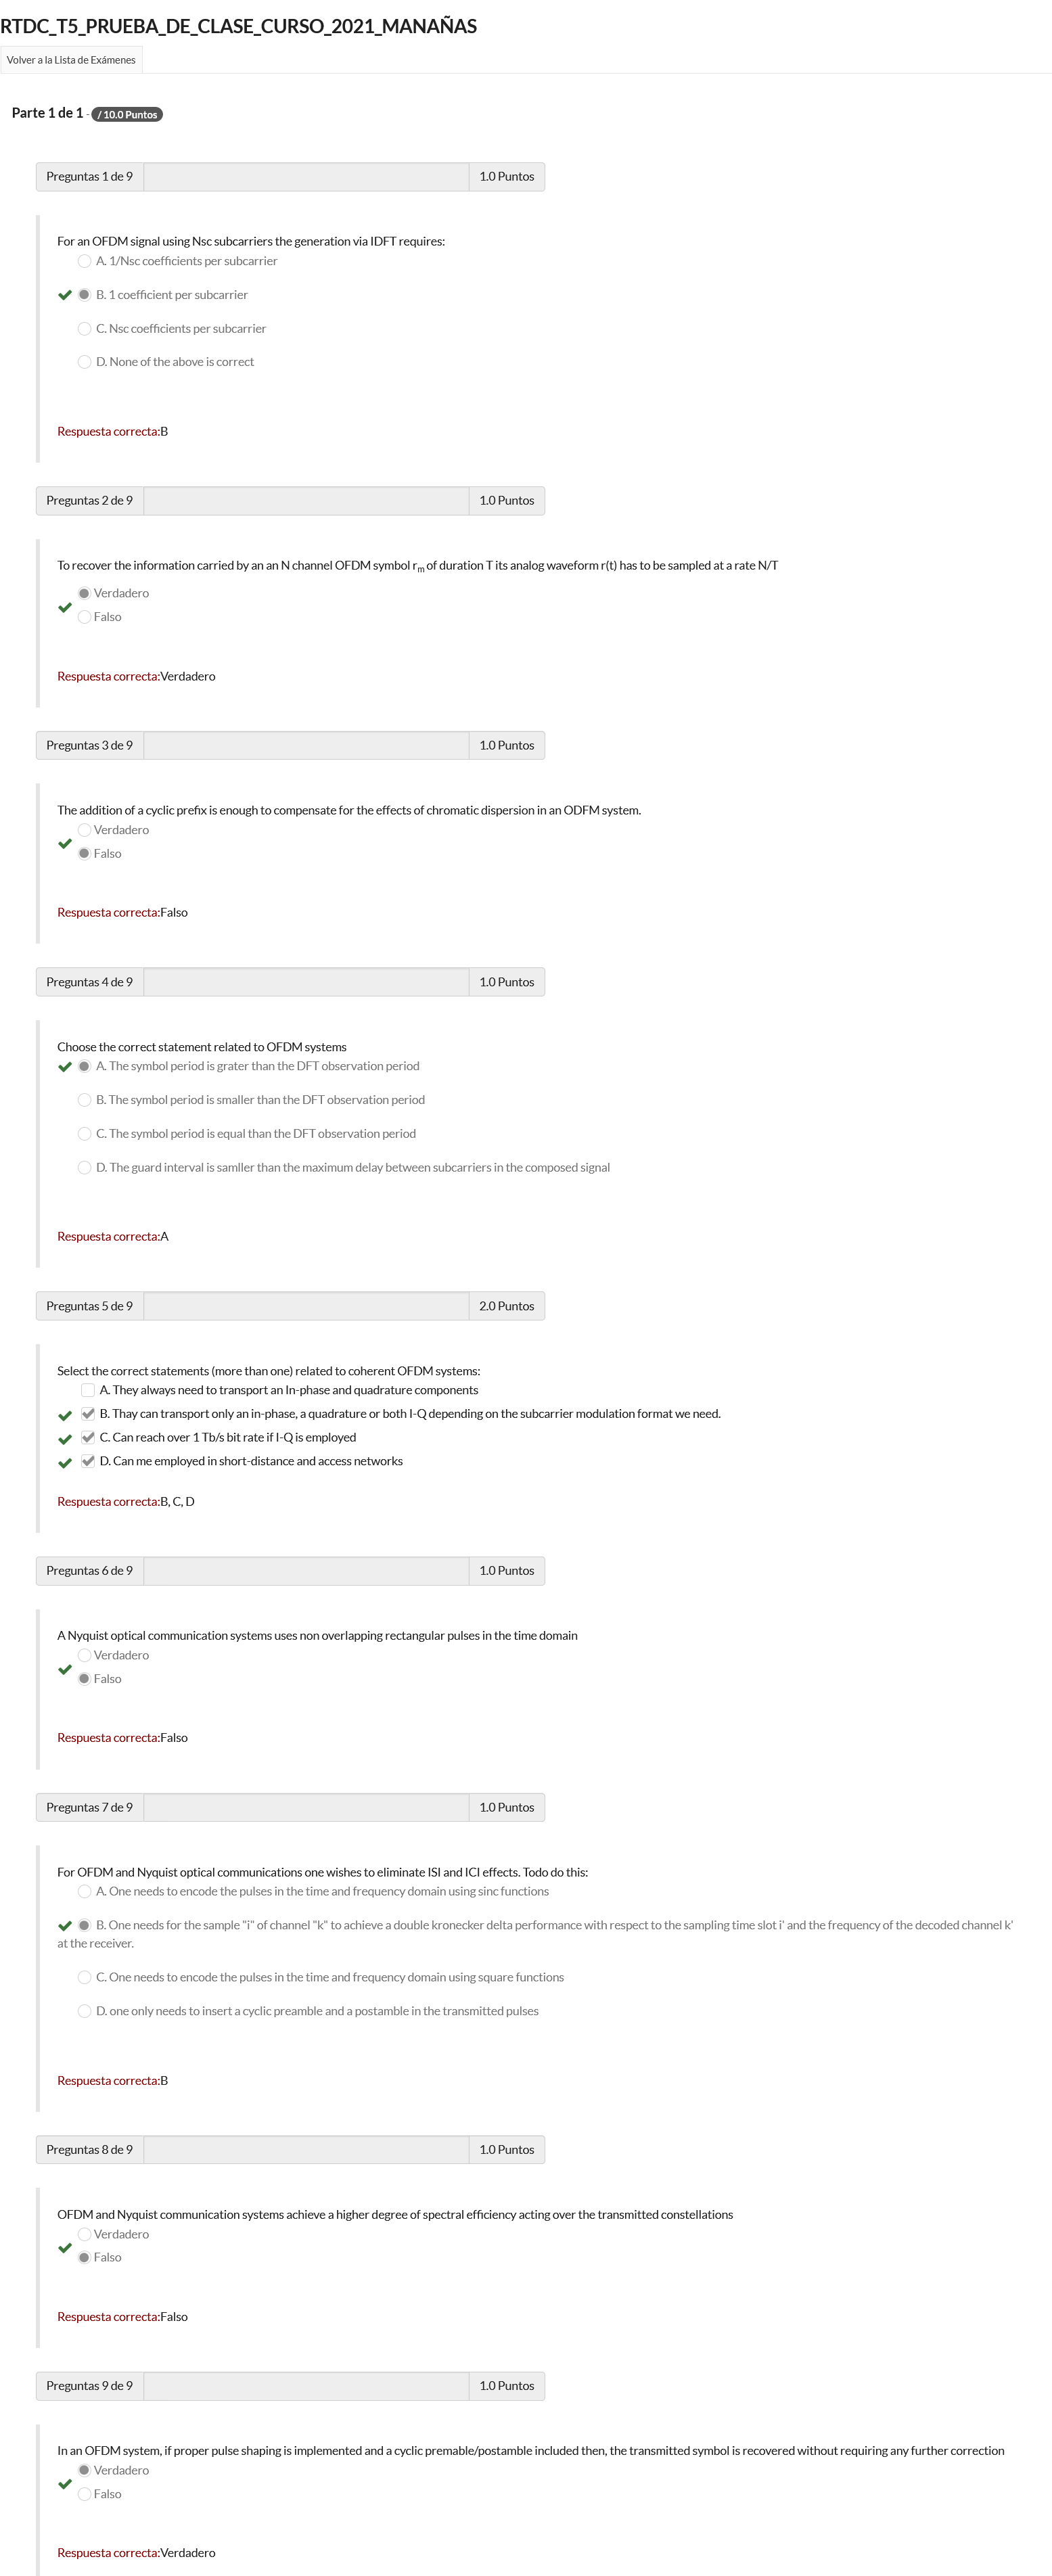 RTDC_T5_PRUEBA_DE_CLASE_CURSO_2021_MANAÑAS
Volver a la Lista de Exámenes
Parte 1 de 1 - / 10.0 Puntos
Preguntas 1 de 9 1.0 Puntos
For an OFDM signal using Nsc subcarriers the generation via IDFT requires:
A. 1/Nsc coefficients per subcarrier
B. 1 coefficient per subcarrier
C. Nsc coefficients per subcarrier
D. None of the above is correct
Respuesta correcta:B
Preguntas 2 de 9 1.0 Puntos
To recover the information carried by an an N channel OFDM symbol rm of duration T its analog waveform r(t) has to be sampled at a rate N/T
Verdadero
Falso
Respuesta correcta:Verdadero
Preguntas 3 de 9 1.0 Puntos
The addition of a cyclic prefix is enough to compensate for the effects of chromatic dispersion in an ODFM system.
Verdadero
Falso
Respuesta correcta:Falso
Preguntas 4 de 9 1.0 Puntos
Choose the correct statement related to OFDM systems
A. The symbol period is grater than the DFT observation period
B. The symbol period is smaller than the DFT observation period
C. The symbol period is equal than the DFT observation period
D. The guard interval is samller than the maximum delay between subcarriers in the composed signal
Respuesta correcta:A
Preguntas 5 de 9 2.0 Puntos
Select the correct statements (more than one) related to coherent OFDM systems:
A. They always need to transport an In-phase and quadrature components
B. Thay can transport only an in-phase, a quadrature or both I-Q depending on the subcarrier modulation format we need.
C. Can reach over 1 Tb/s bit rate if I-Q is employed
D. Can me employed in short-distance and access networks
Respuesta correcta:B, C, D
Preguntas 6 de 9 1.0 Puntos
A Nyquist optical communication systems uses non overlapping rectangular pulses in the time domain
Verdadero
Falso
Respuesta correcta:Falso
Preguntas 7 de 9 1.0 Puntos
For OFDM and Nyquist optical communications one wishes to eliminate ISI and ICI effects. Todo do this:
A. One needs to encode the pulses in the time and frequency domain using sinc functions
B. One needs for the sample "i" of channel "k" to achieve a double kronecker delta performance with respect to the sampling time slot i' and the frequency of the decoded channel k'
at the receiver.
C. One needs to encode the pulses in the time and frequency domain using square functions
D. one only needs to insert a cyclic preamble and a postamble in the transmitted pulses
Respuesta correcta:B
Preguntas 8 de 9 1.0 Puntos
OFDM and Nyquist communication systems achieve a higher degree of spectral efficiency acting over the transmitted constellations
Verdadero
Falso
Respuesta correcta:Falso
Preguntas 9 de 9 1.0 Puntos
In an OFDM system, if proper pulse shaping is implemented and a cyclic premable/postamble included then, the transmitted symbol is recovered without requiring any further correction
Verdadero
Falso
Respuesta correcta:Verdadero